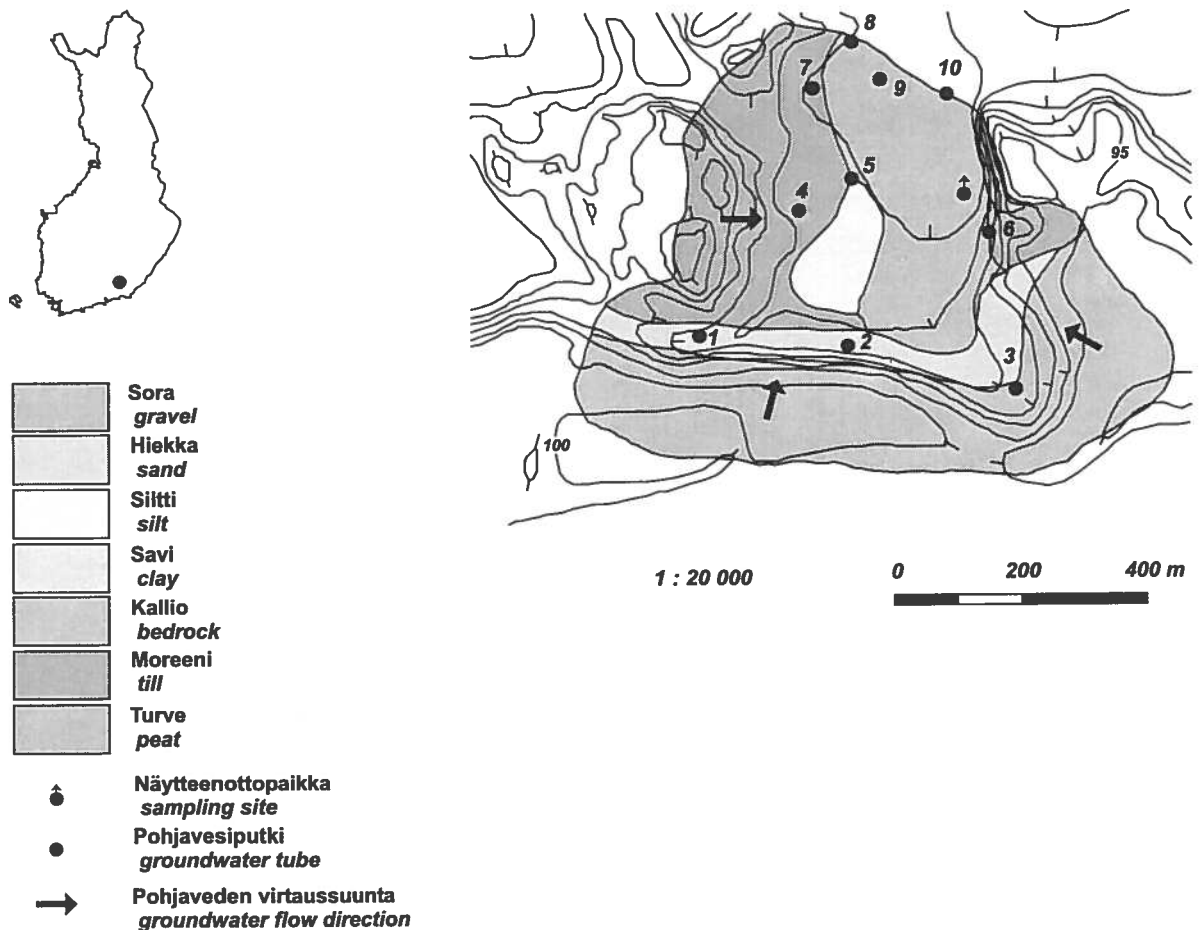 8
7
9
10
5
95
4
6
1
2
3
100
Sora
gravel
Hiekka
sand
Siltti
silt
Savi
clay
Kallio
bedrock
Moreeni
till
Turve
peat
Näytteenottopaikka
sampling site
Pohjavesiputki
groundwater tube
Pohjaveden virtaussuunta
groundwater flow direction
1 : 20 000
0 200 400 m